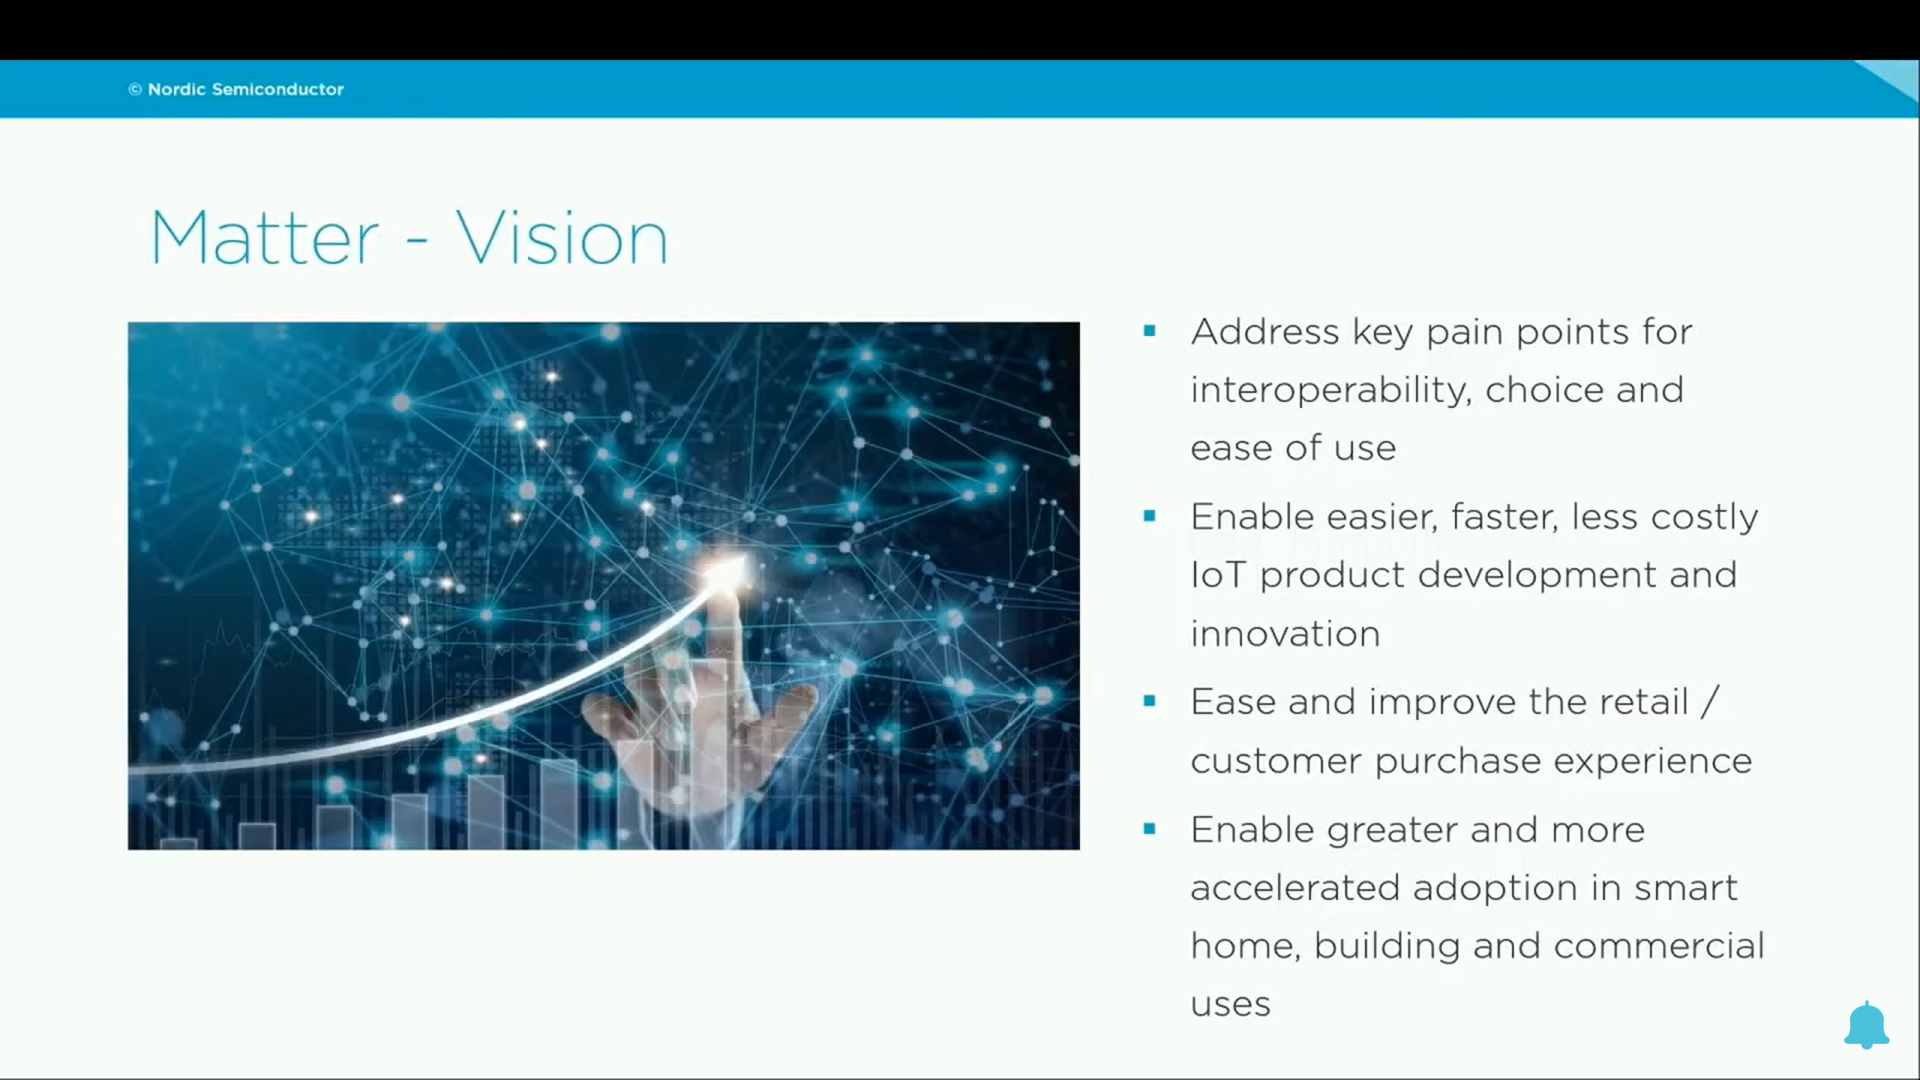 © Nordic Semiconductor
Matter - Vision
▪ Address key pain points for
interoperability, choice and
ease of use
▪ Enable easier, faster, less costly
IoT product development and
innovation
▪ Ease and improve the retail /
customer purchase experience
▪ Enable greater and more
accelerated adoption in smart
home, building and commercial
uses